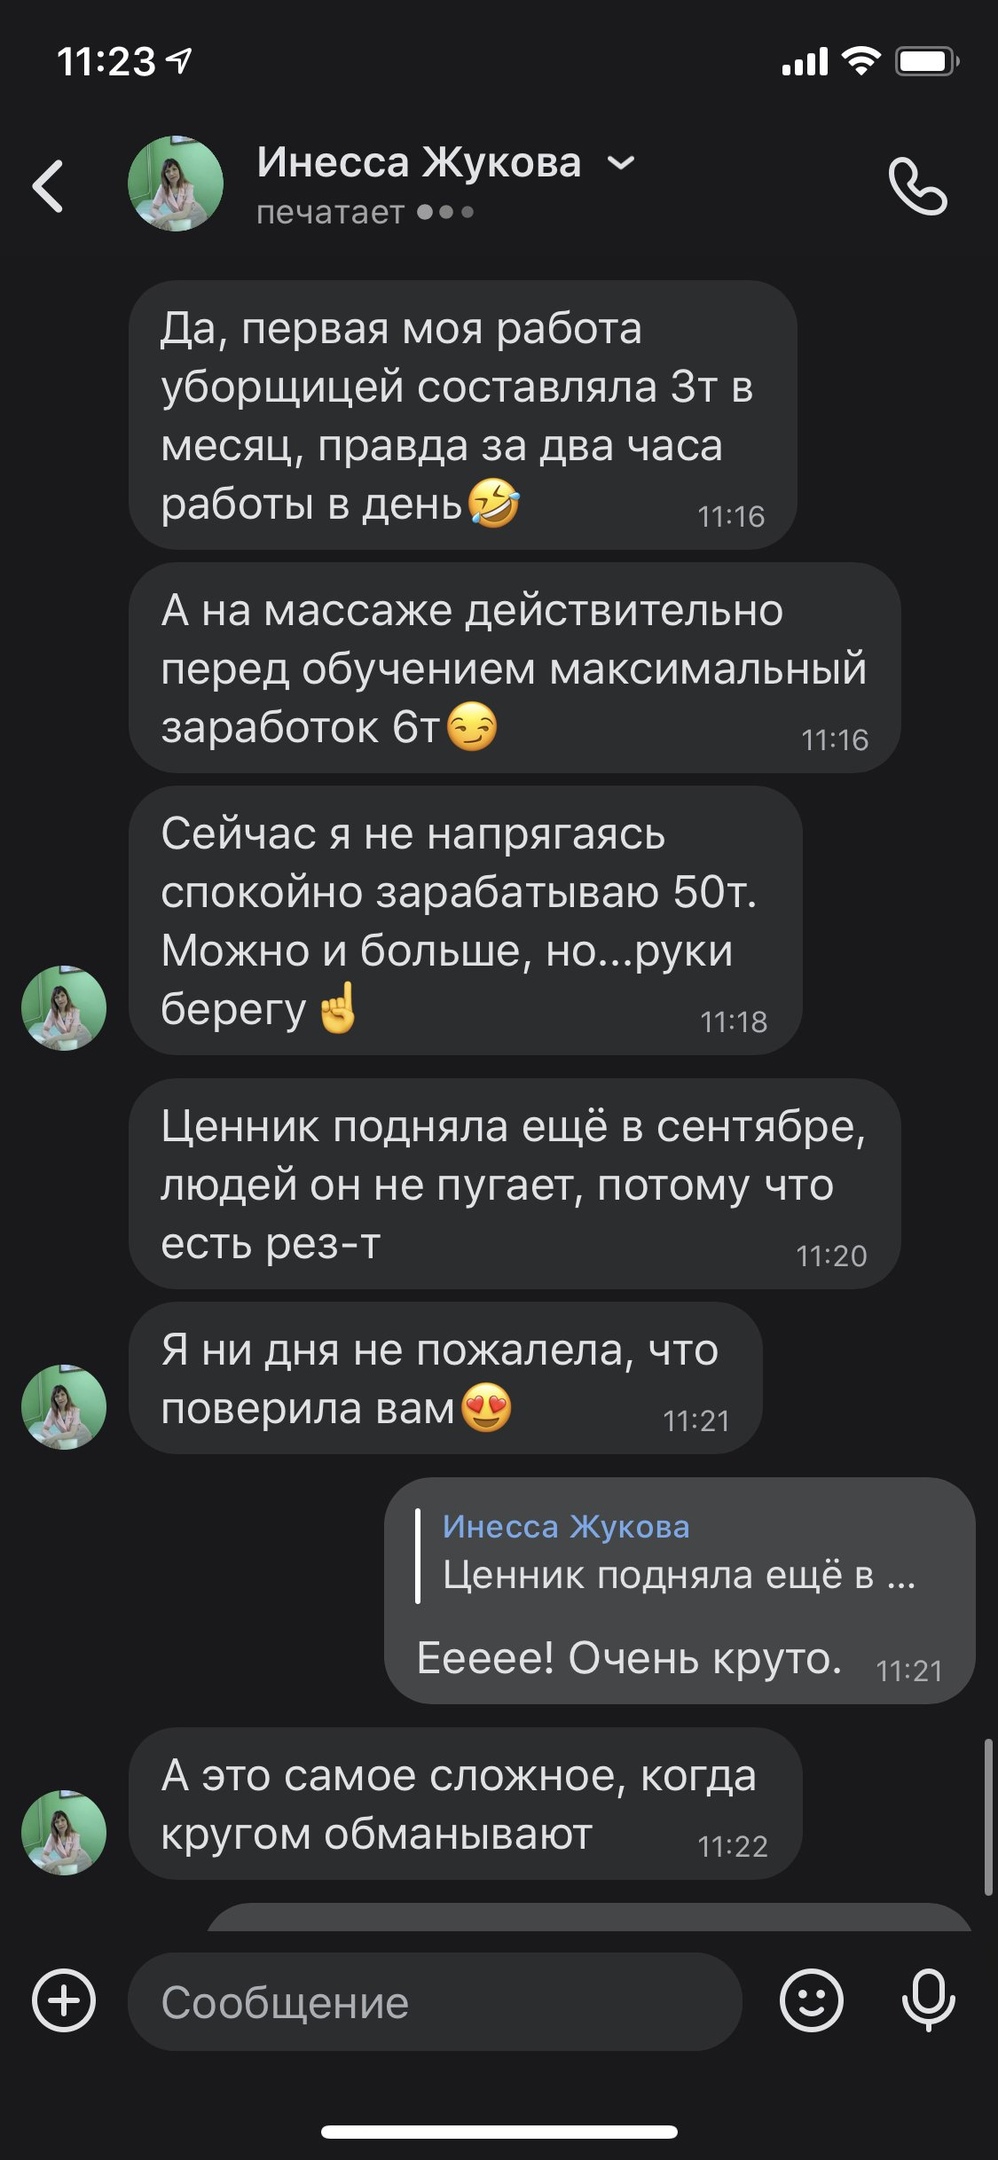 11:23
Инесса Жукова
печатает
Да, первая моя работа
уборщицей составляла 3т в
месяц, правда за два часа
работы в день🤣
11:16
А на массаже действительно
перед обучением максимальный
заработок 6т😏
11:16
Сейчас я не напрягаясь
спокойно зарабатываю 50т.
Можно и больше, но...руки
берегу☝️
11:18
Ценник подняла ещё в сентябре,
людей он не пугает, потому что
есть рез-т
11:20
Я ни дня не пожалела, что
поверила вам😍
11:21
Инесса Жукова
Ценник подняла ещё в ...
Еееее! Очень круто.
11:21
А это самое сложное, когда
кругом обманывают
11:22
Сообщение